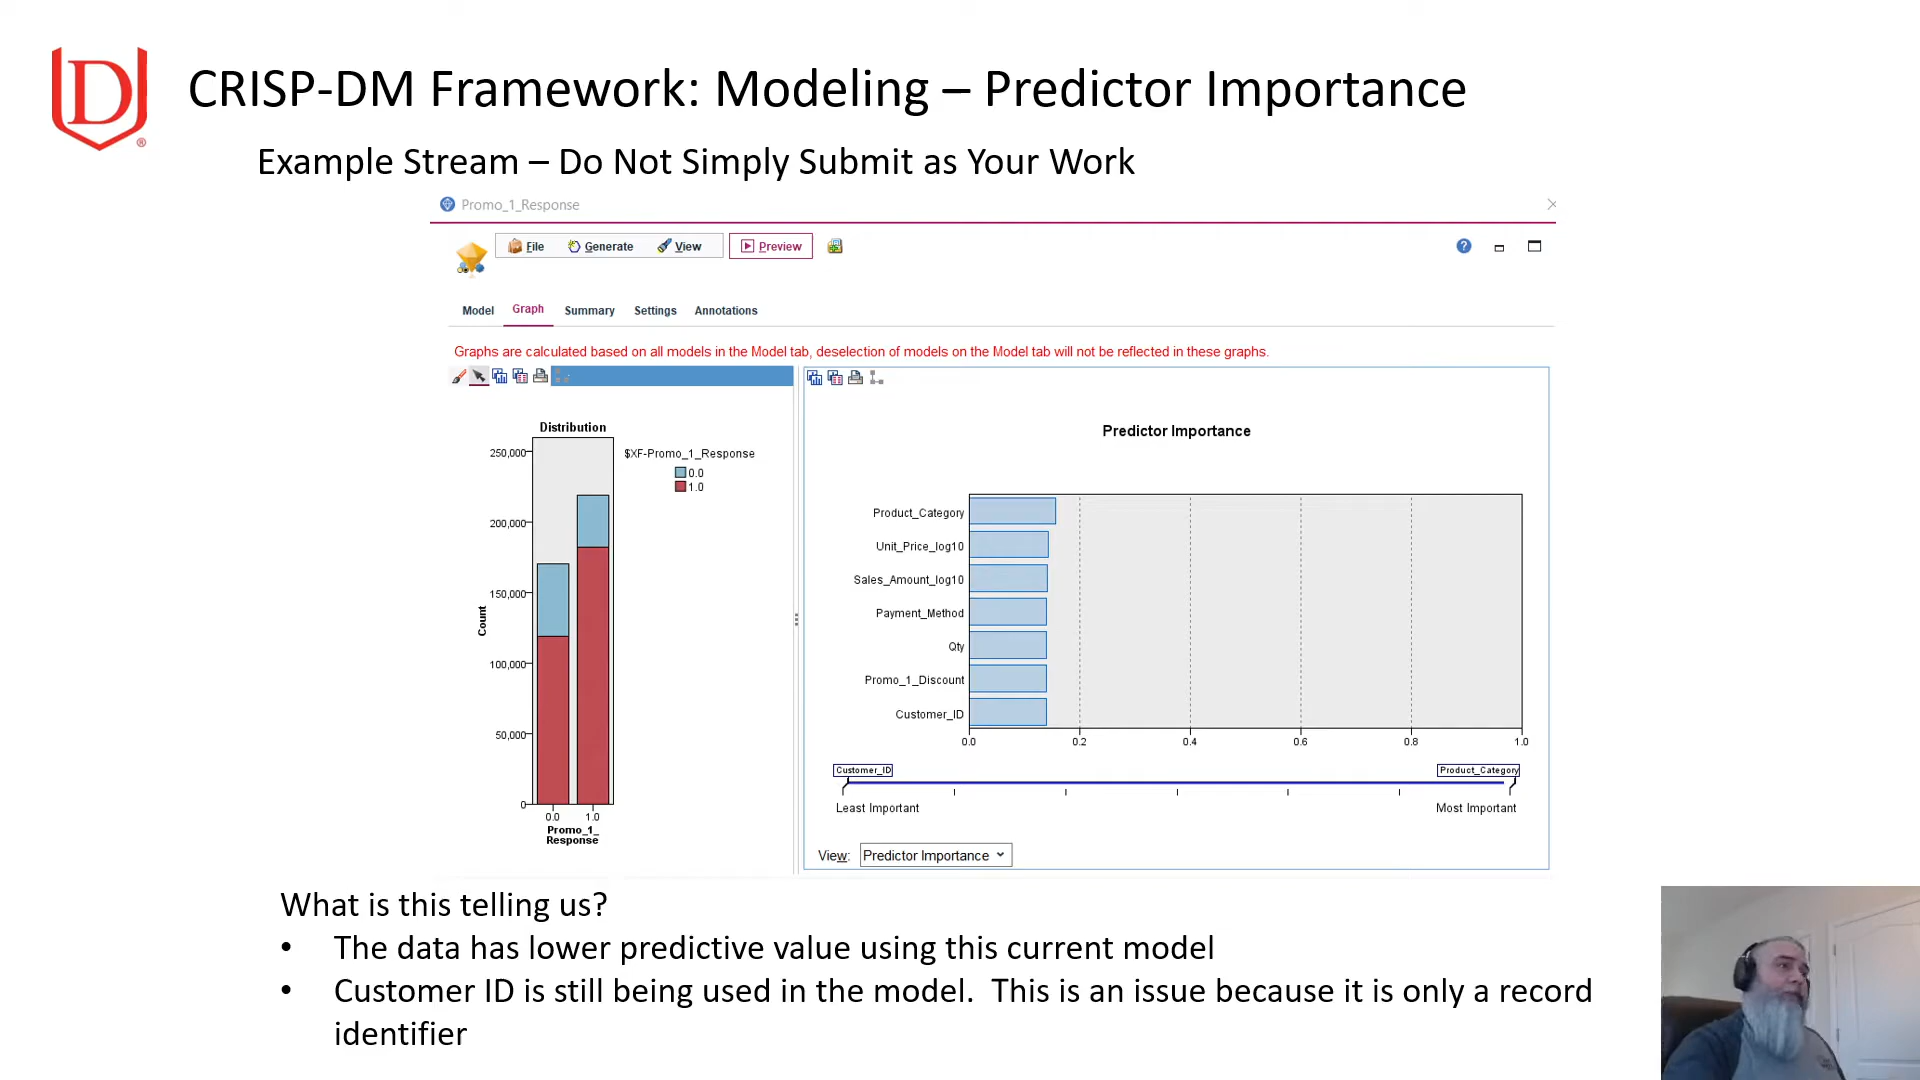 D
®
CRISP-DM Framework: Modeling – Predictor Importance
Example Stream – Do Not Simply Submit as Your Work
Promo_1_Response
File Generate View Preview
Model Graph Summary Settings Annotations
Graphs are calculated based on all models in the Model tab, deselection of models on the Model tab will not be reflected in these graphs.
Distribution
$XF-Promo_1_Response
0.0
1.0
250,000
200,000
150,000
100,000
50,000
0
Count
0.0 1.0
Promo_1_
Response
Predictor Importance
Product_Category
Unit_Price_log10
Sales_Amount_log10
Payment_Method
Qty
Promo_1_Discount
Customer_ID
0.0 0.2 0.4 0.6 0.8 1.0
Customer_ID Product_Category
Least Important Most Important
View: Predictor Importance
What is this telling us?
• The data has lower predictive value using this current model
• Customer ID is still being used in the model. This is an issue because it is only a record
identifier